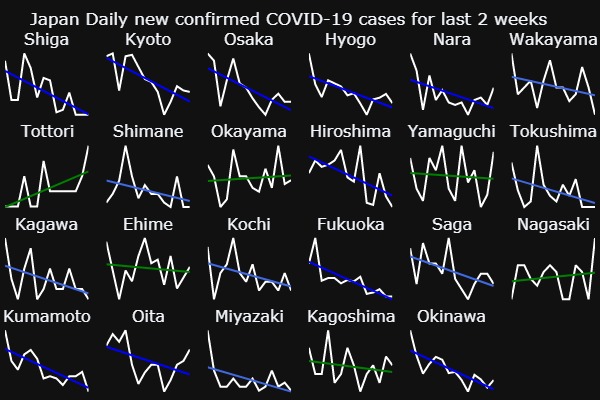 Japan Daily new confirmed COVID-19 cases for last 2 weeks
Shiga Kyoto Osaka Hyogo Nara Wakayama
Tottori Shimane Okayama Hiroshima Yamaguchi Tokushima
Kagawa Ehime Kochi Fukuoka Saga Nagasaki
Kumamoto Oita Miyazaki Kagoshima Okinawa